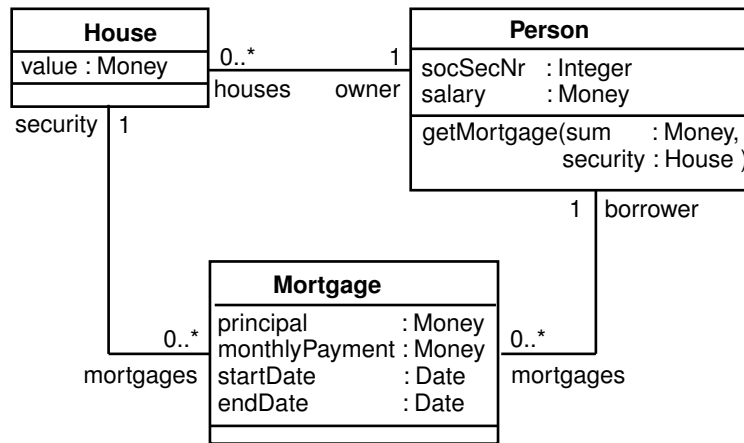 House
value : Money
0..*
1
houses
owner
Person
socSecNr : Integer
salary : Money
getMortgage(sum : Money,
security : House )
security
1
1
borrower
Mortgage
principal : Money
monthlyPayment : Money
startDate : Date
endDate : Date
0..*
mortgages
0..*
mortgages